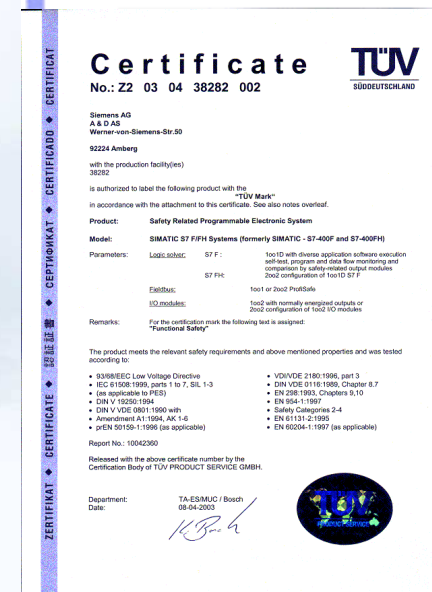 Certificate
No.: Z2 03 04 38282 002
TÜV
SÜDDEUTSCHLAND
Siemens AG
A & D AS
Werner-von-Siemens-Str.50
92224 Amberg
with the production facility(ies)
38282
is authorized to label the following product with the
"TÜV Mark"
in accordance with the attachment to this certificate. See also notes overleaf.
Product: Safety Related Programmable Electronic System
Model: SIMATIC S7 F/FH Systems (formerly SIMATIC - S7-400F and S7-400FH)
Parameters: Logic solver: S7 F : 1oo1D with diverse application software execution
self-test, program and data flow monitoring and
comparison by safety-related output modules
S7 FH: 2oo2 configuration of 1oo1D S7 F
Fieldbus: 1oo1 or 2oo2 ProfiSafe
I/O modules: 1oo2 with normally energized outputs or
2oo2 configuration of 1oo2 I/O modules
Remarks: For the certification mark the following text is assigned:
"Functional Safety"
The product meets the relevant safety requirements and above mentioned properties and was tested
according to:
• 93/68/EEC Low Voltage Directive
• IEC 61508:1999, parts 1 to 7, SIL 1-3
• (as applicable to PES)
• DIN V 19250:1994
• DIN V VDE 0801:1990 with
• Amendment A1:1994, AK 1-6
• prEN 50159-1:1996 (as applicable)
• VDI/VDE 2180:1996, part 3
• DIN VDE 0116:1989, Chapter 8.7
• EN 298:1993, Chapters 9,10
• EN 954-1:1997
• Safety Categories 2-4
• EN 61131-2:1995
• EN 60204-1:1997 (as applicable)
Report No.: 10042360
Released with the above certificate number by the
Certification Body of TÜV PRODUCT SERVICE GMBH.
Department: TA-ES/MUC / Bosch
Date: 08-04-2003
TÜV
PRODUCT SERVICE
ZERTIFIKAT ◆ CERTIFICATE ◆ 認証証書 ◆ СЕРТИФИКАТ ◆ CERTIFICADO ◆ CERTIFICAT